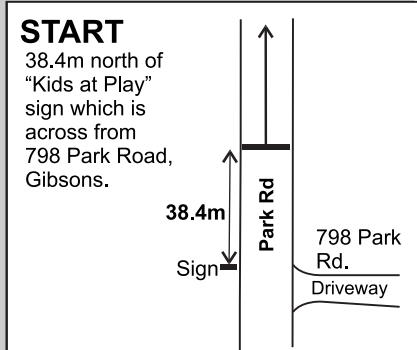 START
38.4m north of
“Kids at Play”
sign which is
across from
798 Park Road,
Gibsons.
38.4m
Park Rd
Sign
798 Park
Rd.
Driveway